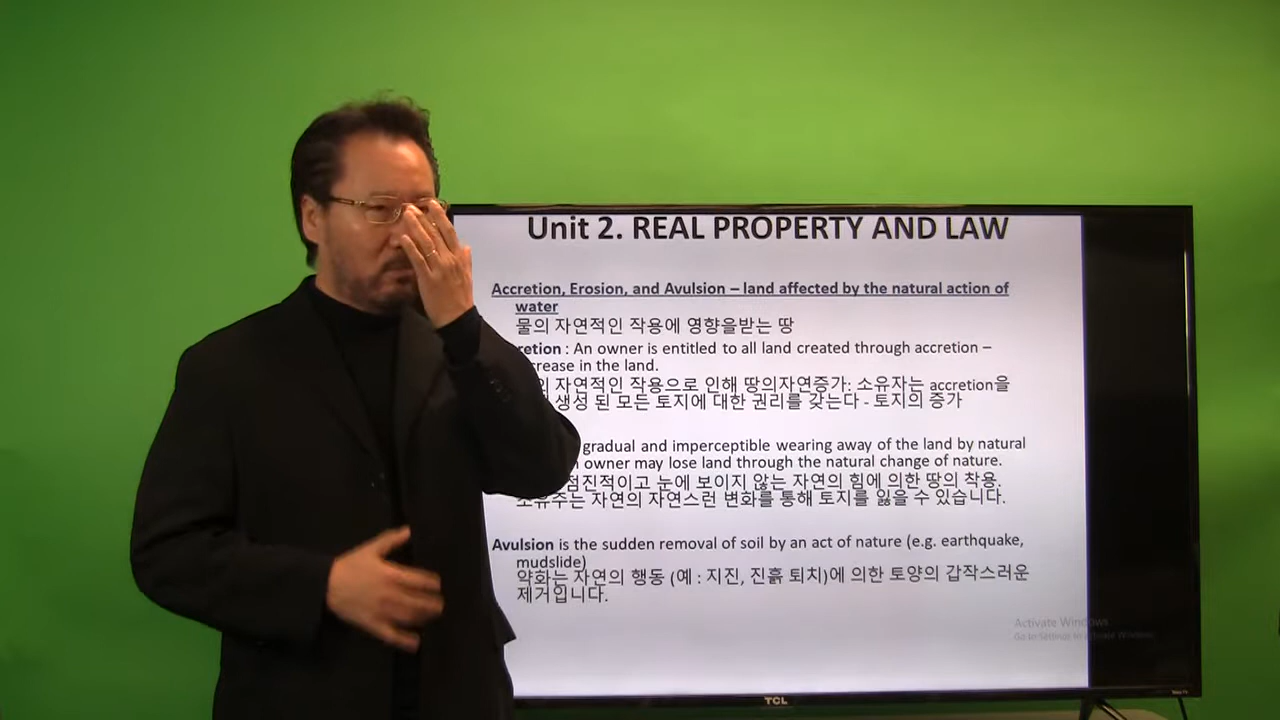 Unit 2. REAL PROPERTY AND LAW
Accretion, Erosion, and Avulsion – land affected by the natural action of
water
물의 자연적인 작용에 영향을받는 땅
retion : An owner is entitled to all land created through accretion –
crease in the land.
자연적인 작용으로 인해 땅의자연증가: 소유자는 accretion을
생성 된 모든 토지에 대한 권리를 갖는다 - 토지의 증가
gradual and imperceptible wearing away of the land by natural
owner may lose land through the natural change of nature.
점진적이고 눈에 보이지 않는 자연의 힘에 의한 땅의 착용.
소유주는 자연의 자연스런 변화를 통해 토지를 잃을 수 있습니다.
Avulsion is the sudden removal of soil by an act of nature (e.g. earthquake,
mudslide)
약화는 자연의 행동 (예 : 지진, 진흙 퇴치)에 의한 토양의 갑작스러운
제거입니다.
Activate Windows
Go to Settings to activate Windows.
TCL